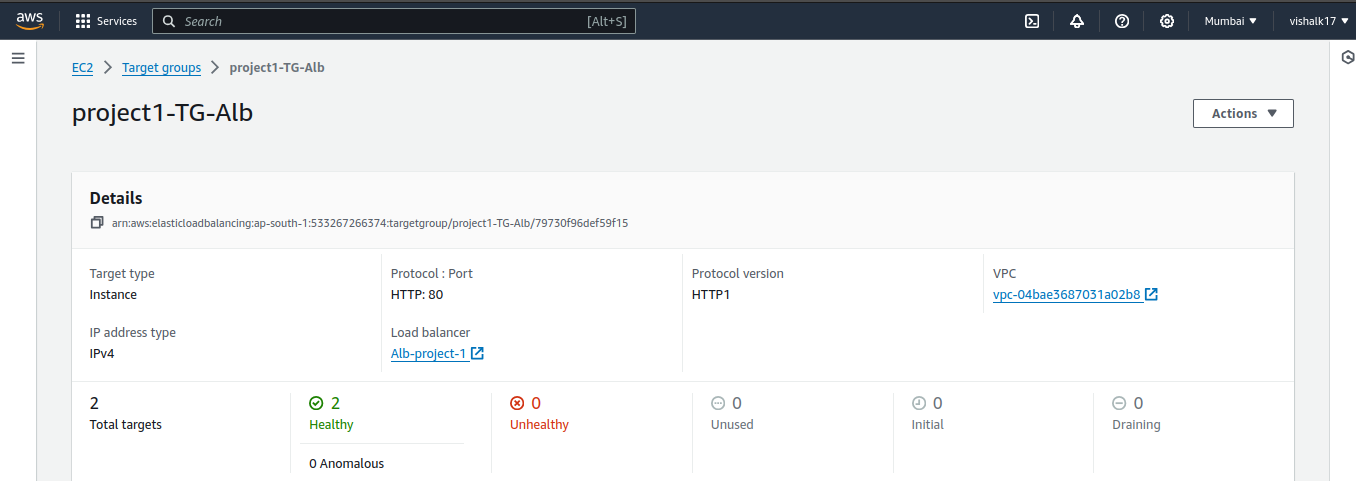 aws Services Search [Alt+S] Mumbai vishalk17
EC2 Target groups project1-TG-Alb
project1-TG-Alb
Actions
Details
arn:aws:elasticloadbalancing:ap-south-1:533267266374:targetgroup/project1-TG-Alb/79730f96def59f15
Target type Protocol : Port Protocol version VPC
Instance HTTP: 80 HTTP1 vpc-04bae3687031a02b8
IP address type Load balancer
IPv4 Alb-project-1
2 2 0 0 0 0
Total targets Healthy Unhealthy Unused Initial Draining
0 Anomalous